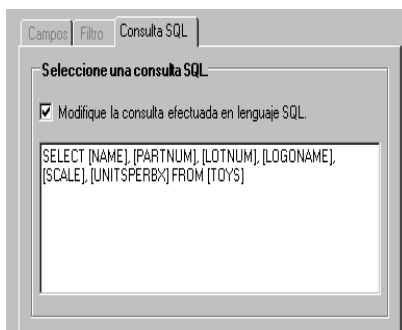 Campos Filtro Consulta SQL
Seleccione una consulta SQL
Modifique la consulta efectuada en lenguaje SQL.
SELECT [NAME], [PARTNUM], [LOTNUM], [LOGONAME],
[SCALE], [UNITSPERBX] FROM [TOYS]